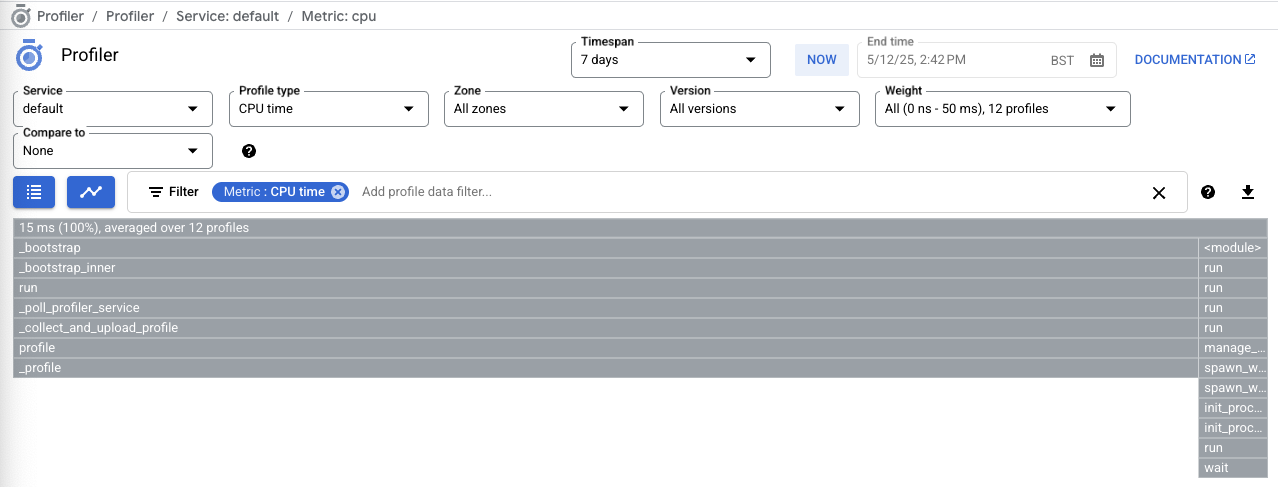 Profiler / Profiler / Service: default / Metric: cpu
Profiler
Timespan
7 days
NOW
End time
5/12/25, 2:42 PM BST
DOCUMENTATION
Service
default
Profile type
CPU time
Zone
All zones
Version
All versions
Weight
All (0 ns - 50 ms), 12 profiles
Compare to
None
Filter
Metric : CPU time
Add profile data filter...
15 ms (100%), averaged over 12 profiles
_bootstrap <module>
_bootstrap_inner run
run run
_poll_profiler_service run
_collect_and_upload_profile run
profile manage_...
_profile spawn_w...
spawn_w...
init_proc...
init_proc...
run
wait